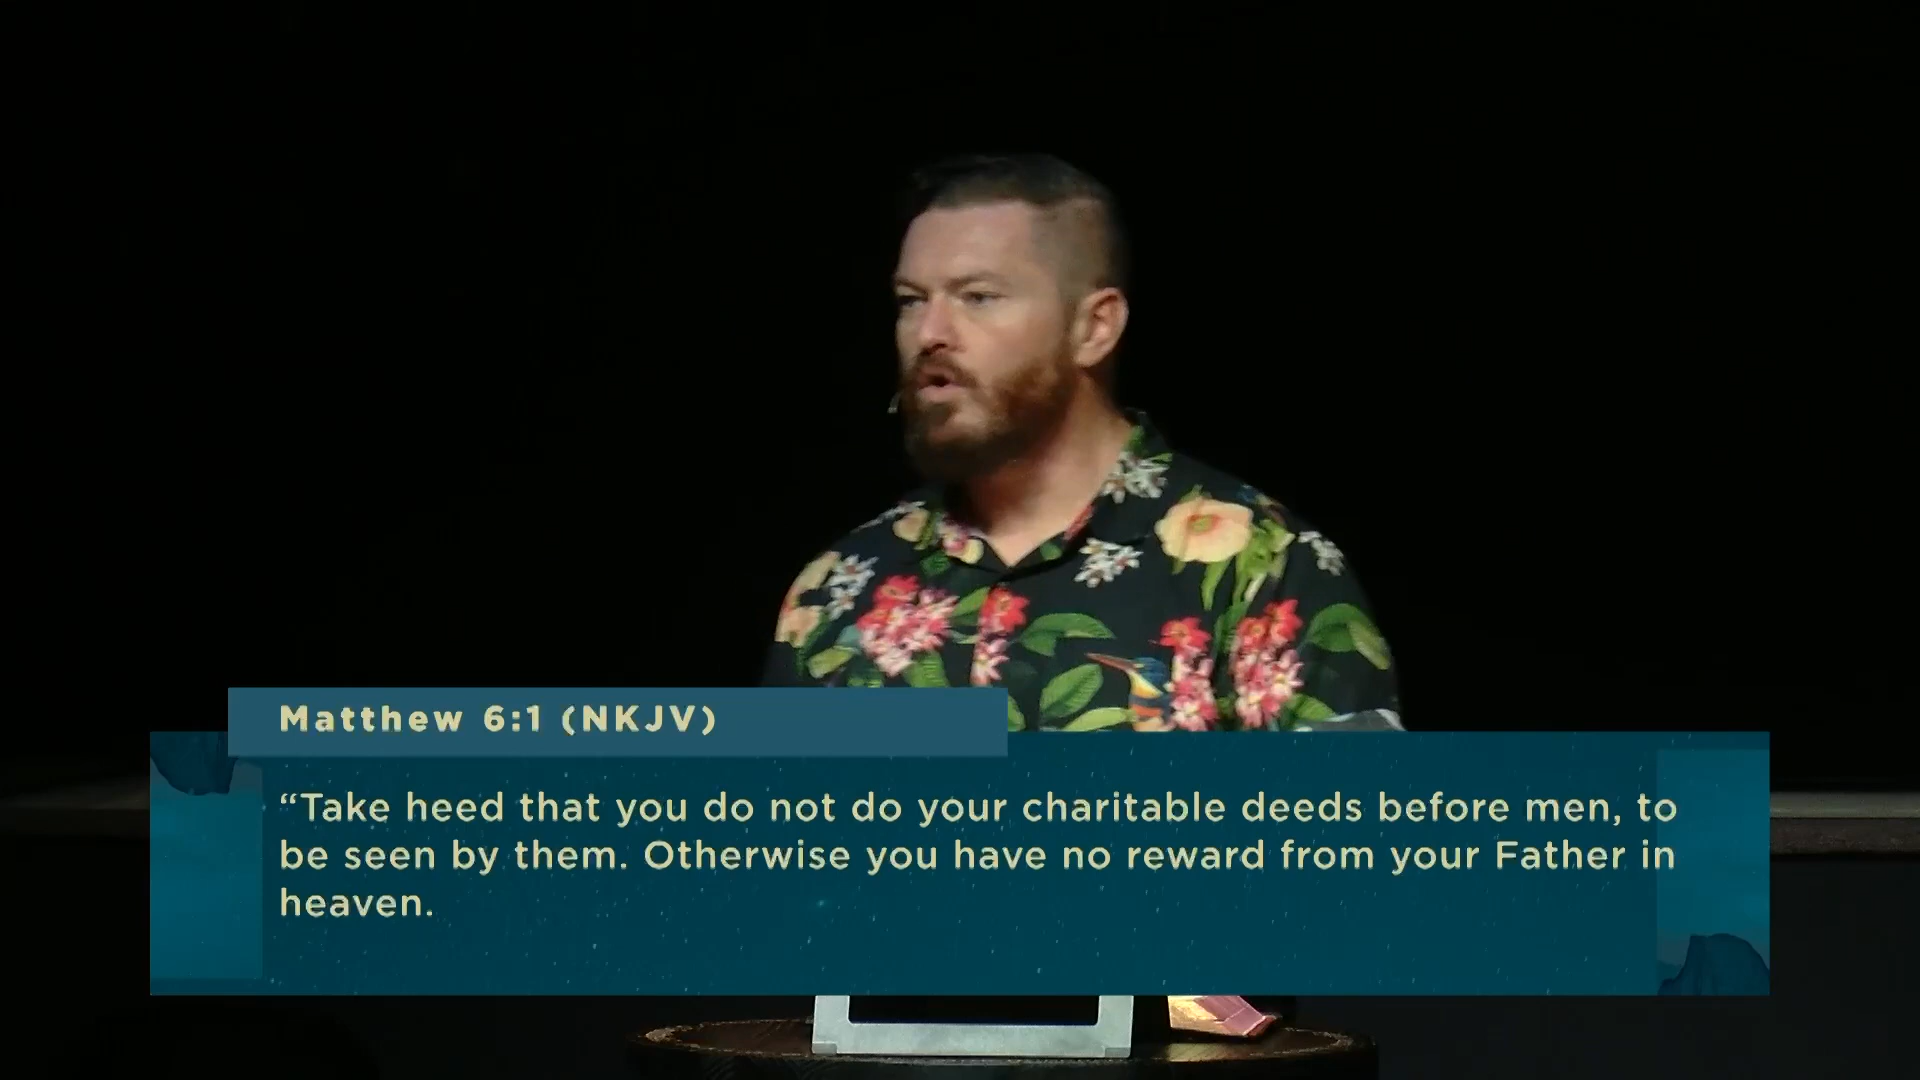 Matthew 6:1 (NKJV)
“Take heed that you do not do your charitable deeds before men, to
be seen by them. Otherwise you have no reward from your Father in
heaven.